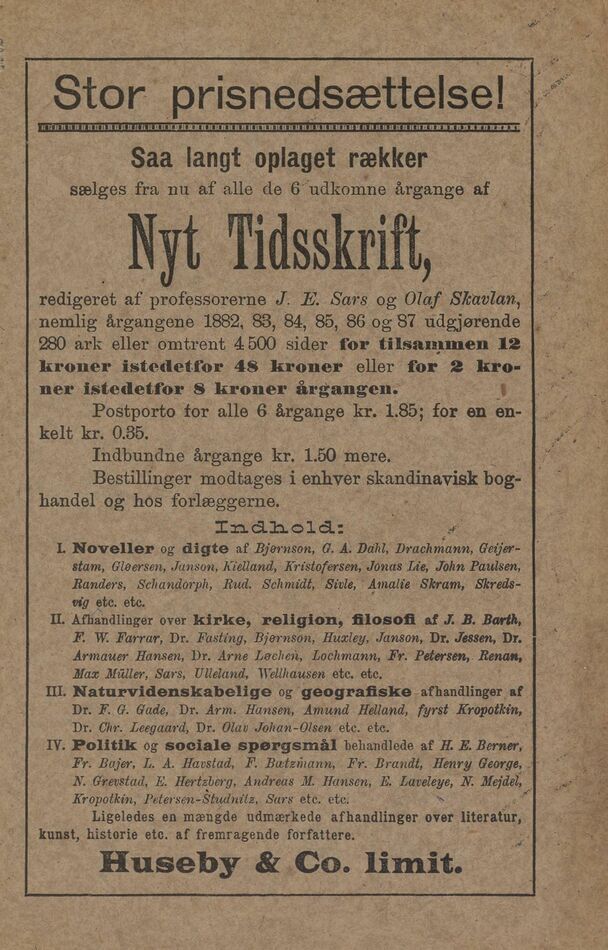 Stor prisnedsættelse!
Saa langt oplaget rækker
sælges fra nu af alle de 6 udkomne årgange af
Nyt Tidsskrift,
redigeret af professorerne J. E. Sars og Olaf Skavlan,
nemlig årgangene 1882, 83, 84, 85, 86 og 87 udgjørende
280 ark eller omtrent 4500 sider for tilsammen 12
kroner istedetfor 48 kroner eller for 2 kro-
ner istedetfor 8 kroner årgangen.
Postporto for alle 6 årgange kr. 1.85; for en en-
kelt kr. 0.35.
Indbundne årgange kr. 1.50 mere.
Bestillinger modtages i enhver skandinavisk bog-
handel og hos forlæggerne.
Indhold:
I. Noveller og digte af Bjørnson, G. A. Dahl, Drachmann, Geijer-
stam, Gløersen, Janson, Kielland, Kristofersen, Jonas Lie, John Paulsen,
Randers, Schandorph, Rud. Schmidt, Sivle, Amalie Skram, Skreds-
vig etc. etc.
II. Afhandlinger over kirke, religion, filosofi af J. B. Barth,
F. W. Farrar, Dr. Fasting, Bjørnson, Huxley, Janson, Dr. Jessen, Dr.
Armauer Hansen, Dr. Arne Løchen, Lochmann, Fr. Petersen, Renan,
Max Müller, Sars, Ulleland, Wellhausen etc. etc.
III. Naturvidenskabelige og geografiske afhandlinger af
Dr. F. G. Gade, Dr. Arm. Hansen, Amund Helland, fyrst Kropotkin,
Dr. Chr. Leegaard, Dr. Olav Johan-Olsen etc. etc.
IV. Politik og sociale spørgsmål behandlede af H. E. Berner,
Fr. Bajer, L. A. Havstad, F. Bætzmann, Fr. Brandt, Henry George,
N. Grevstad, E. Hertzberg, Andreas M. Hansen, E. Laveleye, N. Mejdel,
Kropotkin, Petersen-Studnitz, Sars etc. etc.
Ligeledes en mængde udmærkede afhandlinger over literatur,
kunst, historie etc. af fremragende forfattere.
Huseby & Co. limit.